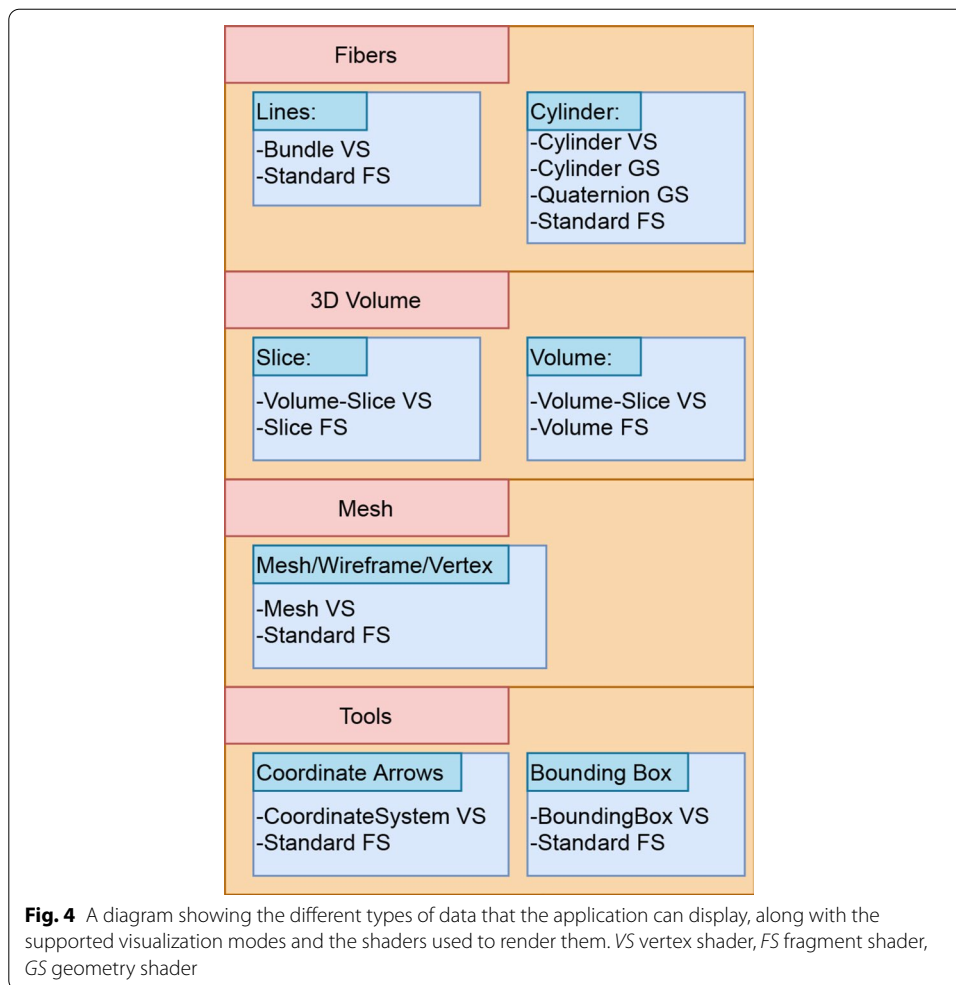 Fibers
Lines:
-Bundle VS
-Standard FS
Cylinder:
-Cylinder VS
-Cylinder GS
-Quaternion GS
-Standard FS
3D Volume
Slice:
-Volume-Slice VS
-Slice FS
Volume:
-Volume-Slice VS
-Volume FS
Mesh
Mesh/Wireframe/Vertex
-Mesh VS
-Standard FS
Tools
Coordinate Arrows
-CoordinateSystem VS
-Standard FS
Bounding Box
-BoundingBox VS
-Standard FS
Fig. 4 A diagram showing the different types of data that the application can display, along with the
supported visualization modes and the shaders used to render them. VS vertex shader, FS fragment shader,
GS geometry shader